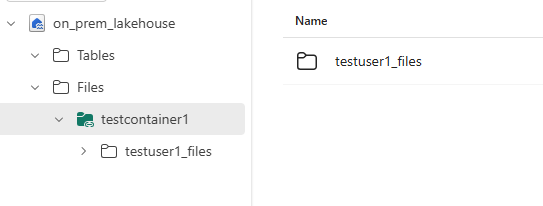 on_prem_lakehouse
Tables
Files
testcontainer1
testuser1_files
Name
testuser1_files